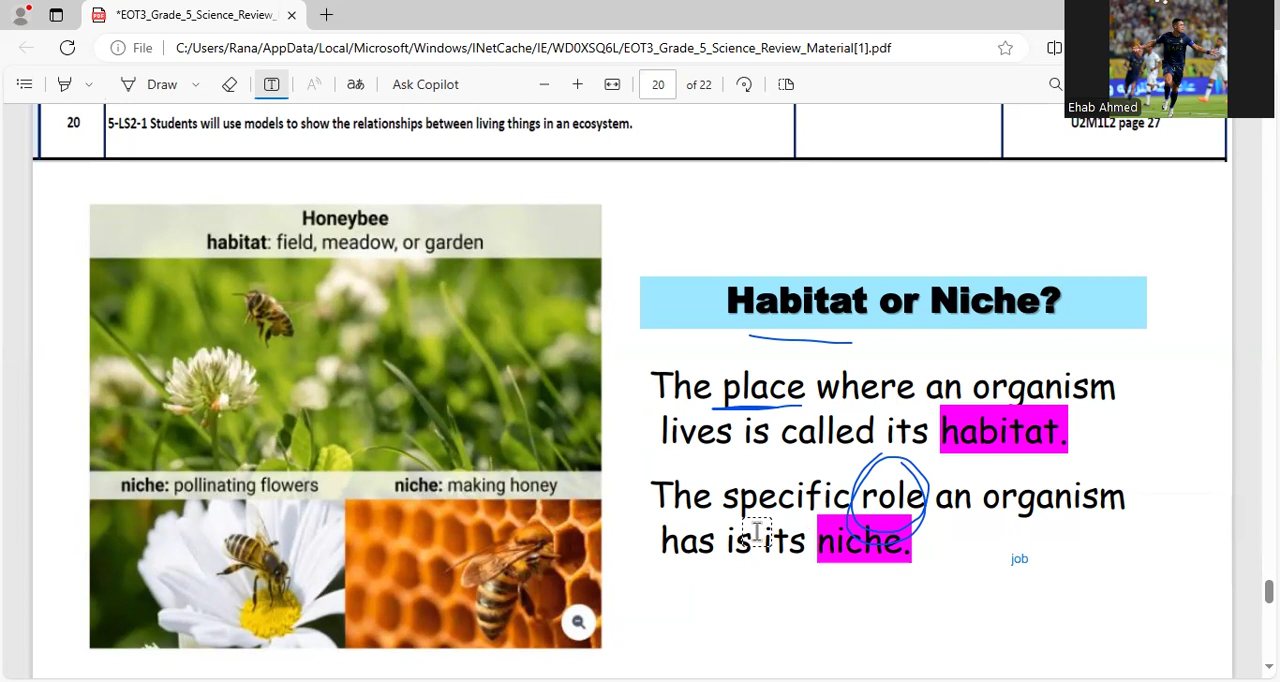 *EOT3_Grade_5_Science_Review_
File
C:/Users/Rana/AppData/Local/Microsoft/Windows/INetCache/IE/WD0XSQ6L/EOT3_Grade_5_Science_Review_Material[1].pdf
Draw
Ask Copilot
20
of 22
Ehab Ahmed
20
5-LS2-1 Students will use models to show the relationships between living things in an ecosystem.
U2M1L2 page 27
Honeybee
habitat: field, meadow, or garden
niche: pollinating flowers
niche: making honey
Habitat or Niche?
The place where an organism
lives is called its habitat.
The specific role an organism
has is its niche.
job